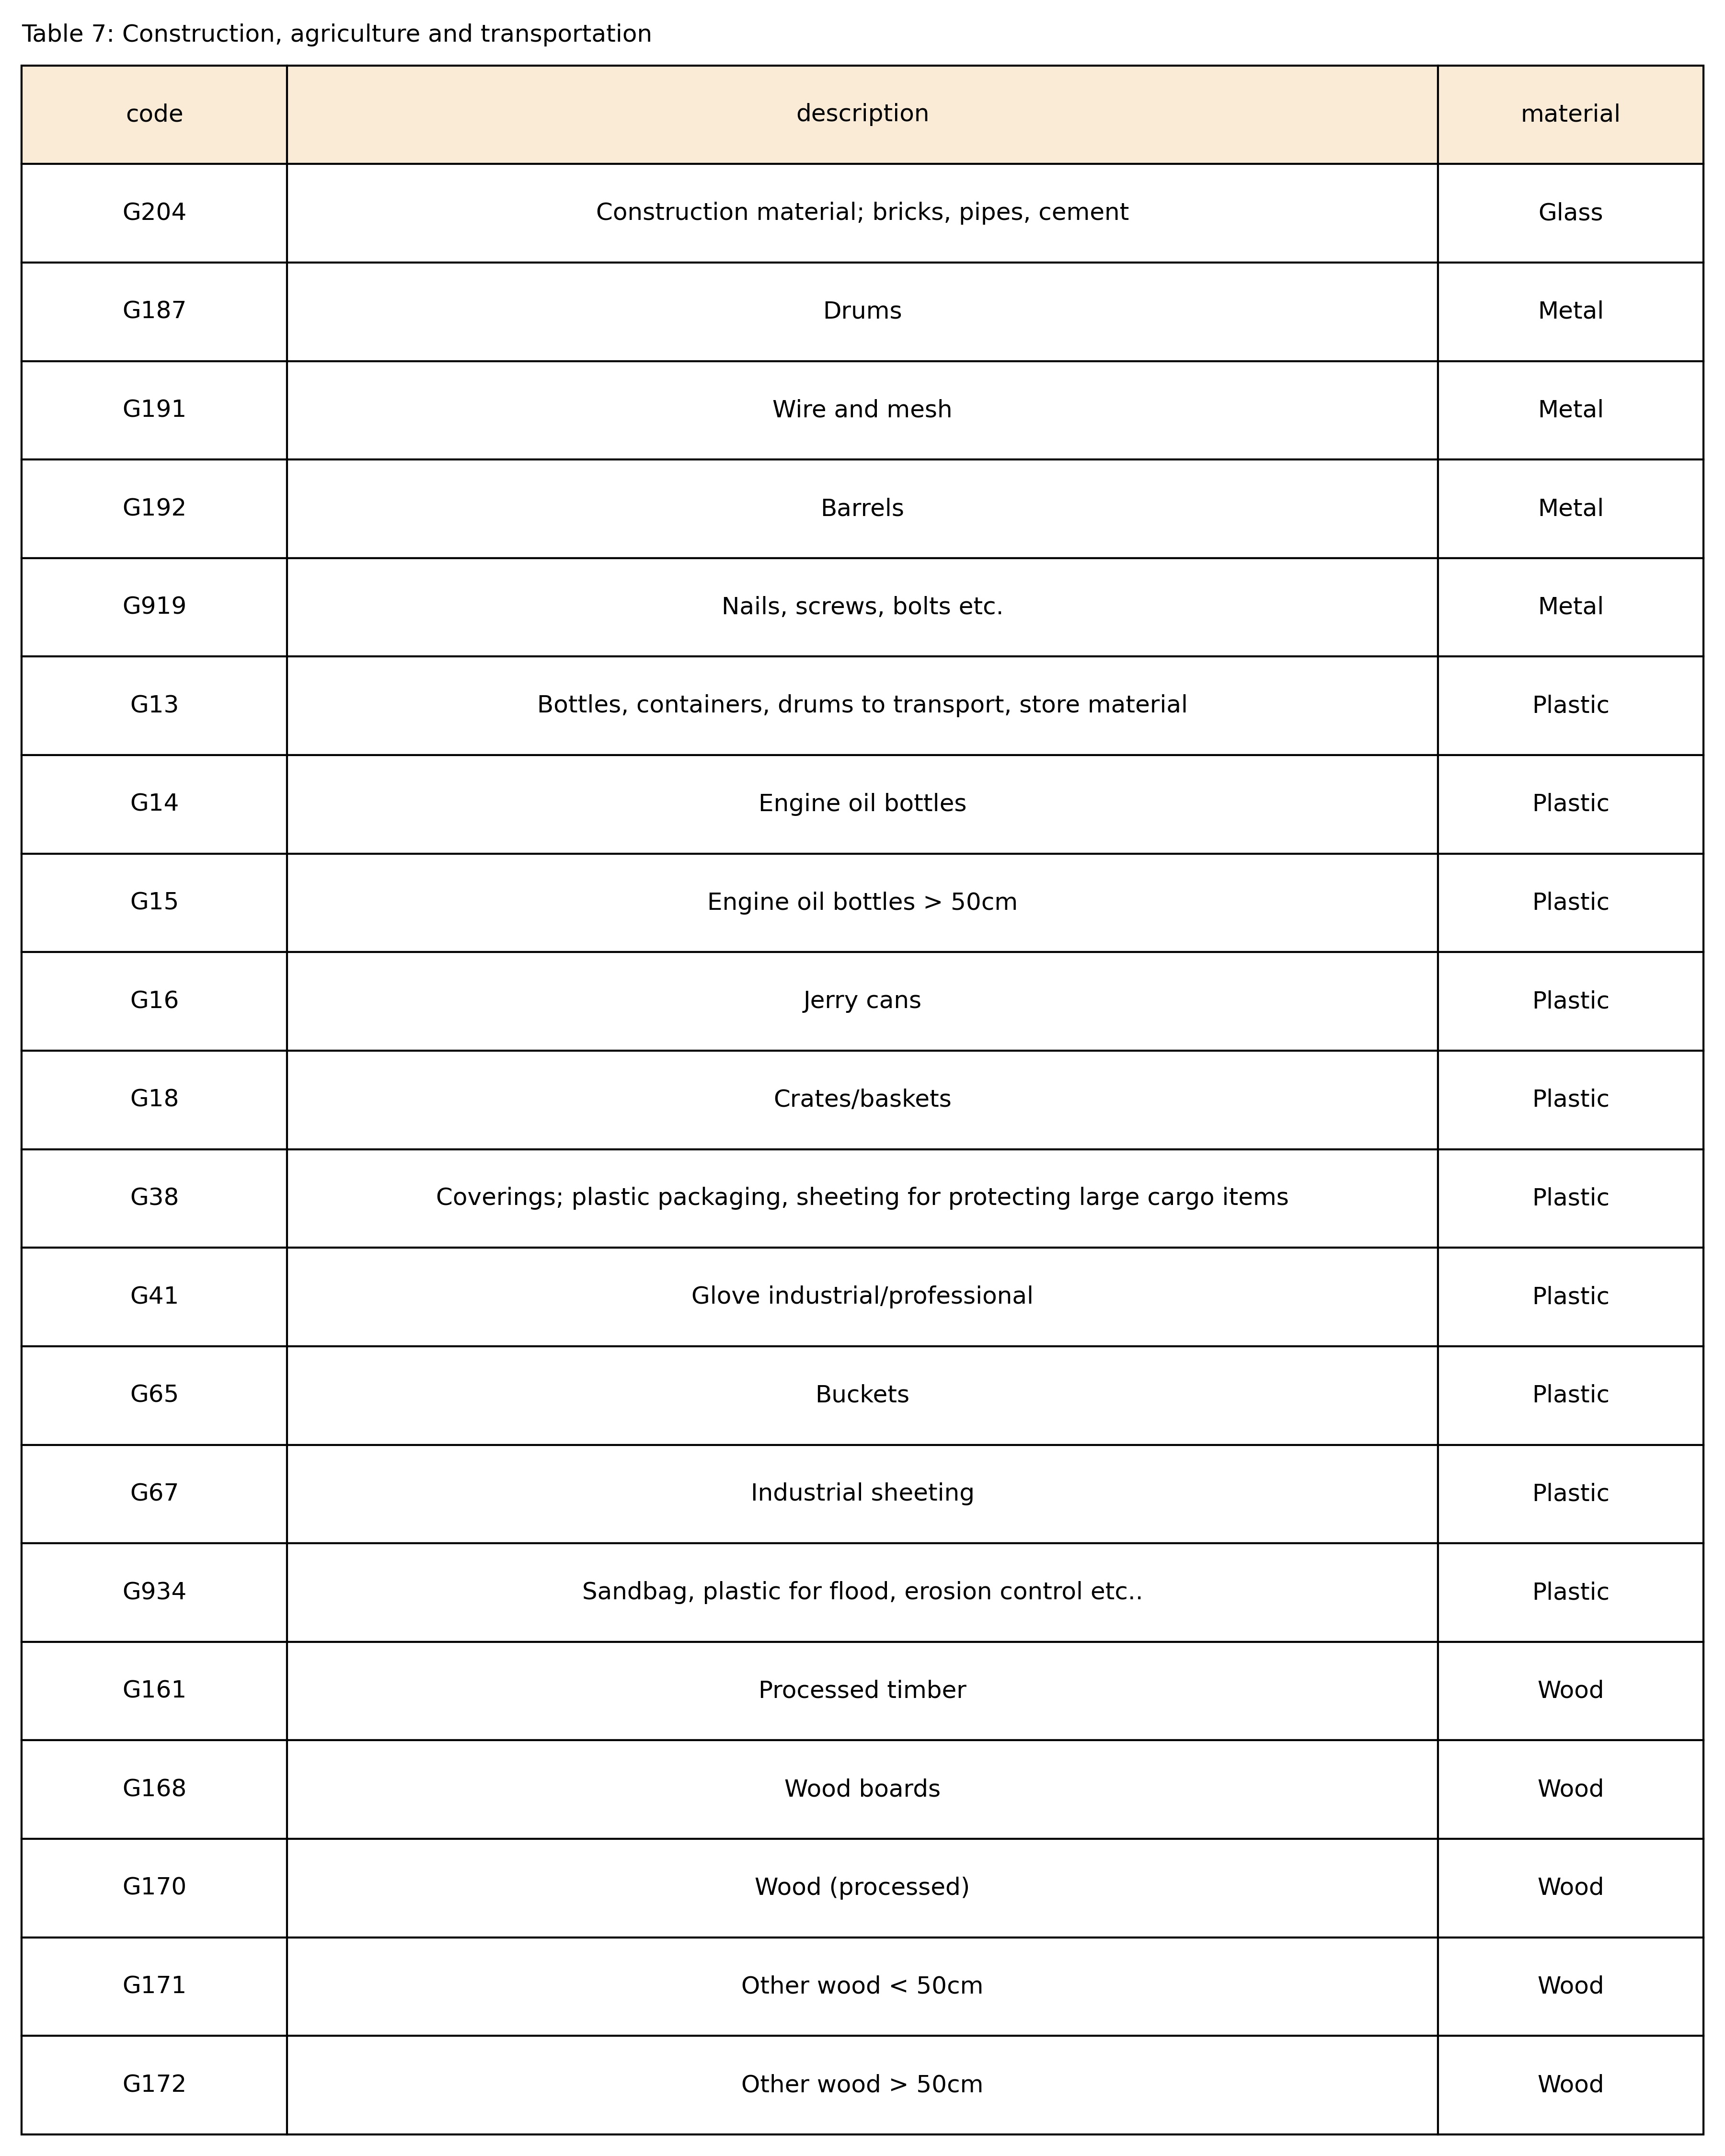 Table 7: Construction, agriculture and transportation
code description material
G204 Construction material; bricks, pipes, cement Glass
G187 Drums Metal
G191 Wire and mesh Metal
G192 Barrels Metal
G919 Nails, screws, bolts etc. Metal
G13 Bottles, containers, drums to transport, store material Plastic
G14 Engine oil bottles Plastic
G15 Engine oil bottles > 50cm Plastic
G16 Jerry cans Plastic
G18 Crates/baskets Plastic
G38 Coverings; plastic packaging, sheeting for protecting large cargo items Plastic
G41 Glove industrial/professional Plastic
G65 Buckets Plastic
G67 Industrial sheeting Plastic
G934 Sandbag, plastic for flood, erosion control etc.. Plastic
G161 Processed timber Wood
G168 Wood boards Wood
G170 Wood (processed) Wood
G171 Other wood < 50cm Wood
G172 Other wood > 50cm Wood